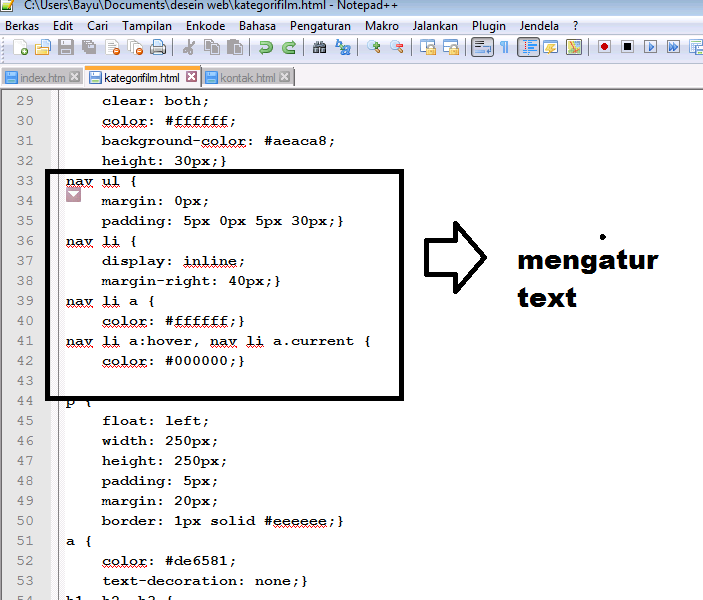 C:\Users\Bayu\Documents\desein web\kategorifilm.html - Notepad++
Berkas Edit Cari Tampilan Enkode Bahasa Pengaturan Makro Jalankan Plugin Jendela ?
index.htm kategorifilm.html kontak.html
29 clear: both;
30 color: #ffffff;
31 background-color: #aeaca8;
32 height: 30px;}
33 nav ul {
34 margin: 0px;
35 padding: 5px 0px 5px 30px;}
36 nav li {
37 display: inline;
38 margin-right: 40px;}
39 nav li a {
40 color: #ffffff;}
41 nav li a:hover, nav li a.current {
42 color: #000000;}
43
44 p {
45 float: left;
46 width: 250px;
47 height: 250px;
48 padding: 5px;
49 margin: 20px;
50 border: 1px solid #eeeeee;}
51 a {
52 color: #de6581;
53 text-decoration: none;}
54 h1, h2, h3 {
mengatur
text